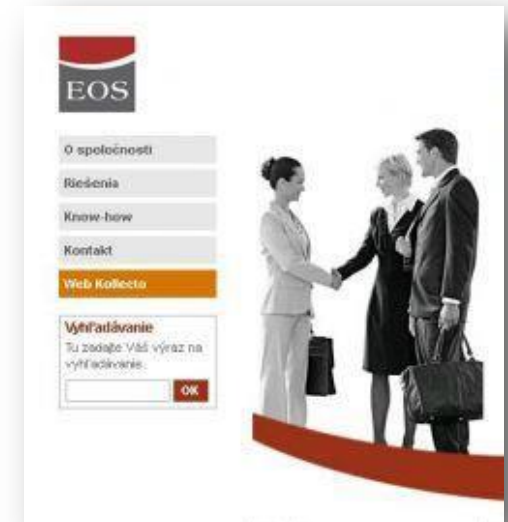 EOS
O spoločnosti
Riešenia
Know-how
Kontakt
Web Kollecto
Vyhľadávanie
Tu zadajte Váš výraz na
vyhľadávanie.
OK